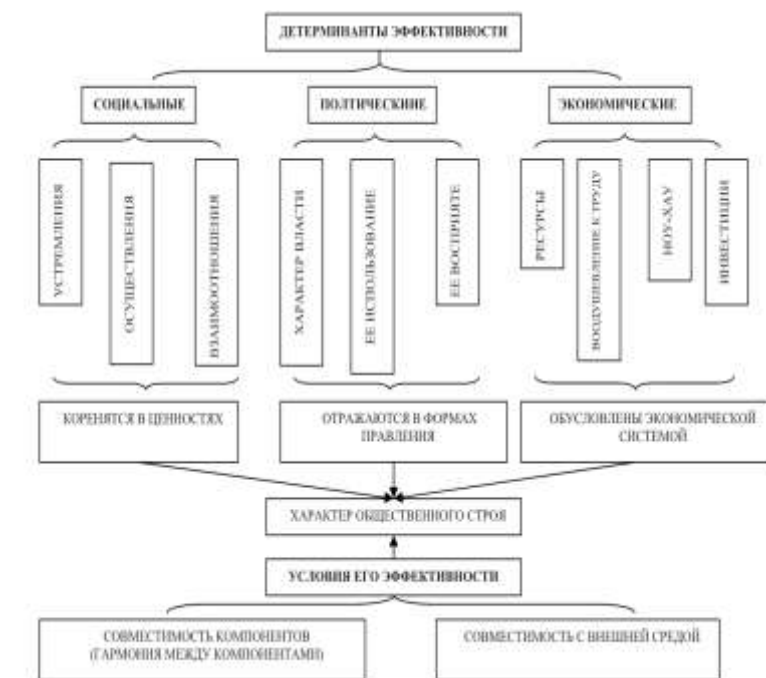 ДЕТЕРМИНАНТЫ ЭФФЕКТИВНОСТИ
СОЦИАЛЬНЫЕ
ПОЛТИЧЕСКИНЕ
ЭКОНОМИЧЕСКИЕ
УСТРЕМЛЕНИЯ
ОСУЩЕСТВЛЕНИЯ
ВЗАИМООТНОШЕНИЯ
ХАРАКТЕР ВЛАСТИ
ЕЕ ИСПОЛЬЗОВАНИЕ
ЕЕ ВОСПРИЯТЕ
РЕСУРСЫ
ВООДУШЕВЛЕНИЕ К ТРУДУ
НОУ-ХАУ
ИНВЕСТИЦИИ
КОРЕНЯТСЯ В ЦЕННОСТЯХ
ОТРАЖАЮТСЯ В ФОРМАХ
ПРАВЛЕНИЯ
ОБУСЛОВЛЕНЫ ЭКОНОМИЧЕСКОЙ
СИСТЕМОЙ
ХАРАКТЕР ОБЩЕСТВЕННОГО СТРОЯ
УСЛОВИЯ ЕГО ЭФФЕКТИВНОСТИ
СОВМЕСТИМОСТЬ КОМПОНЕНТОВ
(ГАРМОНИЯ МЕЖДУ КОМПОНЕНТАМИ)
СОВМЕСТИМОСТЬ С ВНЕШНЕЙ СРЕДОЙ